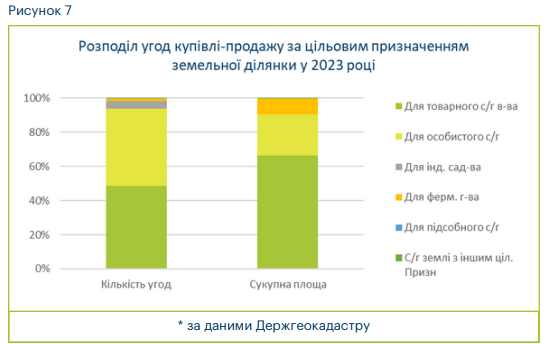 Рисунок 7
Розподіл угод купівлі-продажу за цільовим призначенням
земельної ділянки у 2023 році
100%
80%
60%
40%
20%
0%
Кількість угод
Сукупна площа
Для товарного с/г в-ва
Для особистого с/г
Для інд. сад-ва
Для ферм. г-ва
Для підсобного с/г
С/г землі з іншим ціл.
Призн
* за даними Держгеокадастру